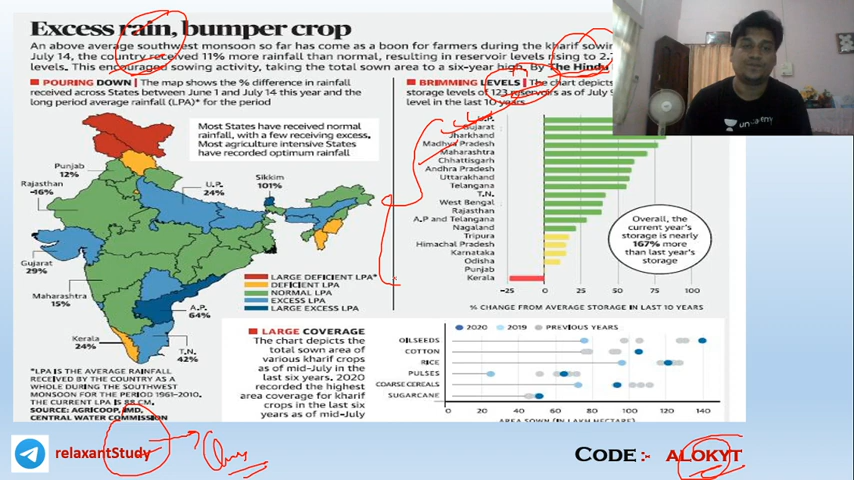 Excess rain, bumper crop
An above average southwest monsoon so far has come as a boon for farmers during the kharif
July 14, the country received 11% more rainfall than normal, resulting in reservoir levels rising to 2.
levels. This encouraged sowing activity, taking the total sown area to a six-year high. By The Hindu
POURING DOWN | The map shows the % difference in rainfall
received across States between June 1 and July 14 this year and the
long period average rainfall (LPA)* for the period
Most States have received normal
rainfall, with a few receiving excess.
Most agriculture intensive States
have recorded optimum rainfall
Punjab
12%
Rajasthan
-16%
U.P.
24%
Sikkim
101%
Gujarat
29%
Maharashtra
15%
A.P.
64%
Kerala
24%
T.N.
42%
LARGE DEFICIENT LPA*
DEFICIENT LPA
NORMAL LPA
EXCESS LPA
LARGE EXCESS LPA
*LPA IS THE AVERAGE RAINFALL
RECEIVED BY THE COUNTRY AS A
WHOLE DURING THE SOUTHWEST
MONSOON FOR THE PERIOD 1961-2010.
THE CURRENT LPA IS 88 CM.
SOURCE: AGRICOOP, IMD,
CENTRAL WATER COMMISSION
BRIMMING LEVELS | The chart depicts
storage levels of 123 reservoirs as of July
level in the last 10 years
Gujarat
Jharkhand
Madhya Pradesh
Maharashtra
Chhattisgarh
Andhra Pradesh
Uttarakhand
Telangana
T.N.
West Bengal
Rajasthan
A.P and Telangana
Nagaland
Tripura
Himachal Pradesh
Karnataka
Odisha
Punjab
Kerala
Overall, the
current year's
storage is nearly
167% more
than last year's
storage
-25 0 25 50 75 100
% CHANGE FROM AVERAGE STORAGE IN LAST 10 YEARS
LARGE COVERAGE
The chart depicts the
total sown area of
various kharif crops
as of mid-July in the
last six years. 2020
recorded the highest
area coverage for kharif
crops in the last six
years as of mid-July
2020 2019 PREVIOUS YEARS
OILSEEDS
COTTON
RICE
PULSES
COARSE CEREALS
SUGARCANE
0 20 40 60 80 100 120 140
AREA SOWN (IN LAKH HECTARE)
relaxantStudy
CODE :- ALOKYT